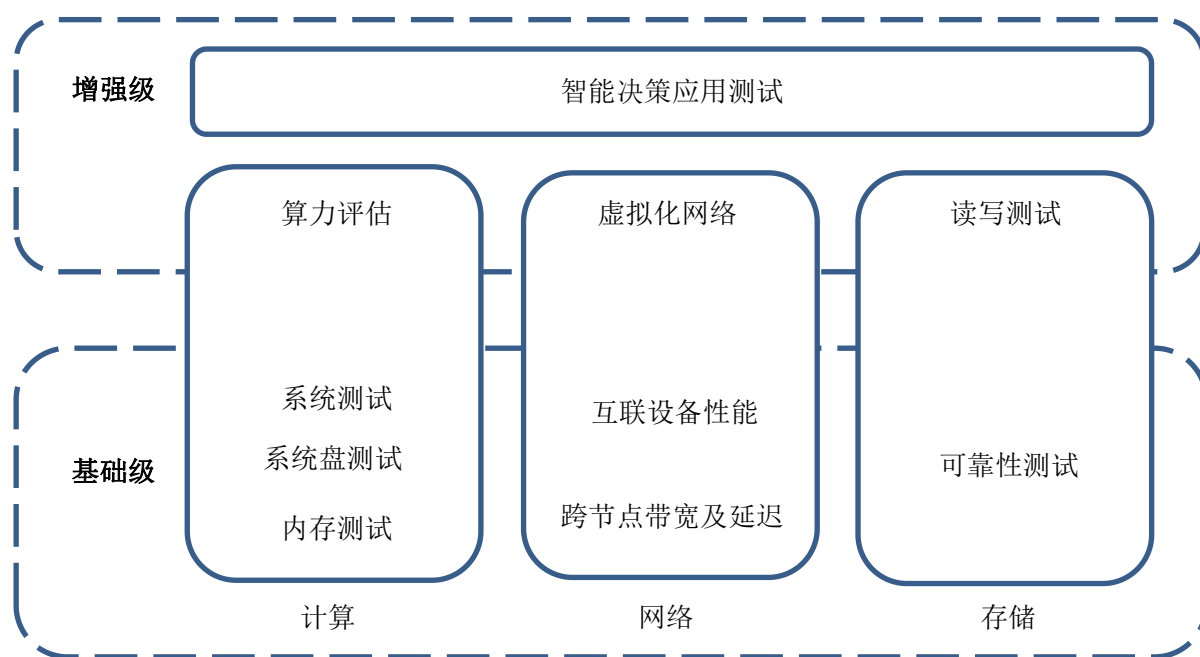 增强级
智能决策应用测试
算力评估
虚拟化网络
读写测试
基础级
系统测试
系统盘测试
内存测试
互联设备性能
跨节点带宽及延迟
可靠性测试
计算
网络
存储